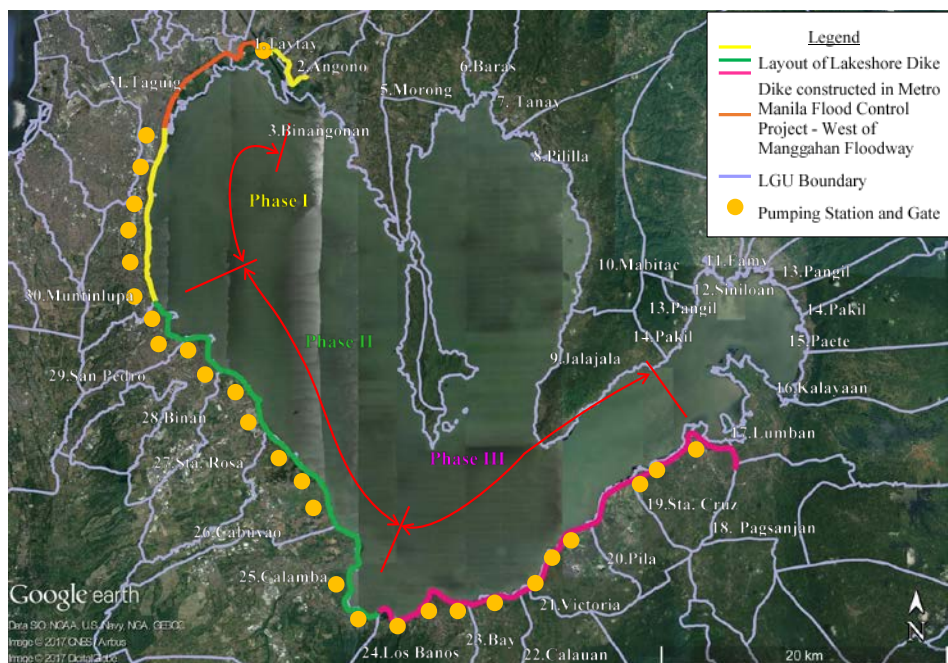 1. Taytay
2.Angono
31.Taguig
6.Baras
5.Morong
7. Tanay
3.Binangonan
8.Pililla
Phase I
10.Mabitac
11.Famy
13.Pangil
12.Siniloan
13.Pangil
14.Pakil
14.Pakil
15.Paete
30.Muntinlupa
Phase II
9.Jalajala
16.Kalayaan
29.San Pedro
28.Binan
17.Lumban
27.Sta. Rosa
Phase III
19.Sta. Cruz
26.Cabuyao
18. Pagsanjan
20.Pila
25.Calamba
21.Victoria
23.Bay
24.Los Banos
22.Calauan
Legend
Layout of Lakeshore Dike
Dike constructed in Metro
Manila Flood Control
Project - West of
Manggahan Floodway
LGU Boundary
Pumping Station and Gate
Google earth
Data SIO, NOAA, U.S. Navy, NGA, GEBCO
Image © 2017 CNES / Airbus
Image © 2017 DigitalGlobe
N
20 km